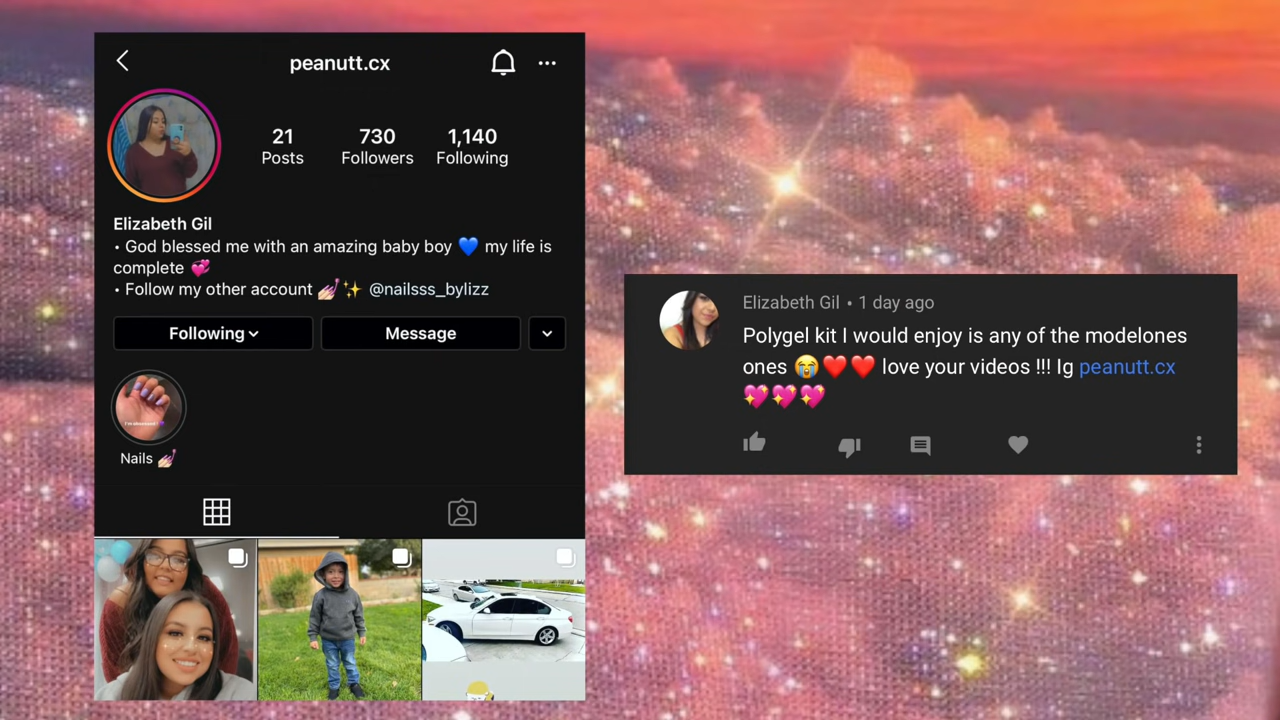 peanutt.cx
21
Posts
730
Followers
1,140
Following
Elizabeth Gil
• God blessed me with an amazing baby boy 💙 my life is
complete 💞
• Follow my other account 💅🏻✨ @nailsss_bylizz
Following
Message
Nails 💅🏻
Elizabeth Gil • 1 day ago
Polygel kit I would enjoy is any of the modelones
ones 😭❤️❤️ love your videos !!! Ig peanutt.cx
💖💖💖